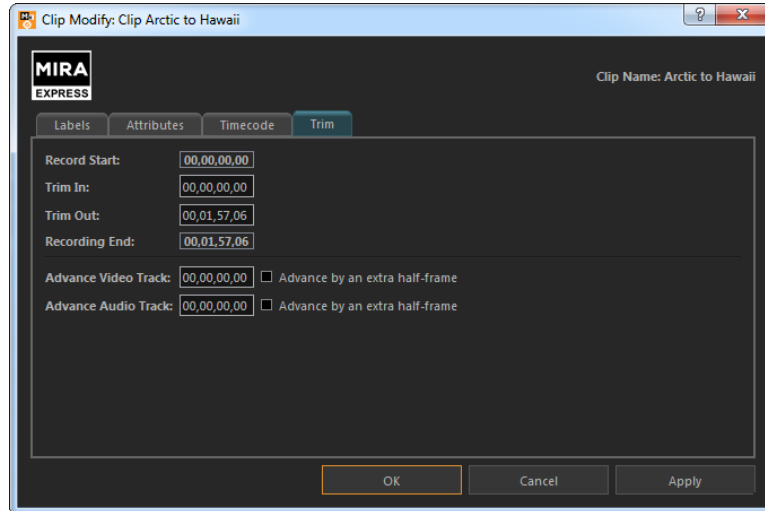 Clip Modify: Clip Arctic to Hawaii
MIRA
EXPRESS
Clip Name: Arctic to Hawaii
Labels Attributes Timecode Trim
Record Start: 00,00,00,00
Trim In: 00,00,00,00
Trim Out: 00,01,57,06
Recording End: 00,01,57,06
Advance Video Track: 00,00,00,00 Advance by an extra half-frame
Advance Audio Track: 00,00,00,00 Advance by an extra half-frame
OK Cancel Apply